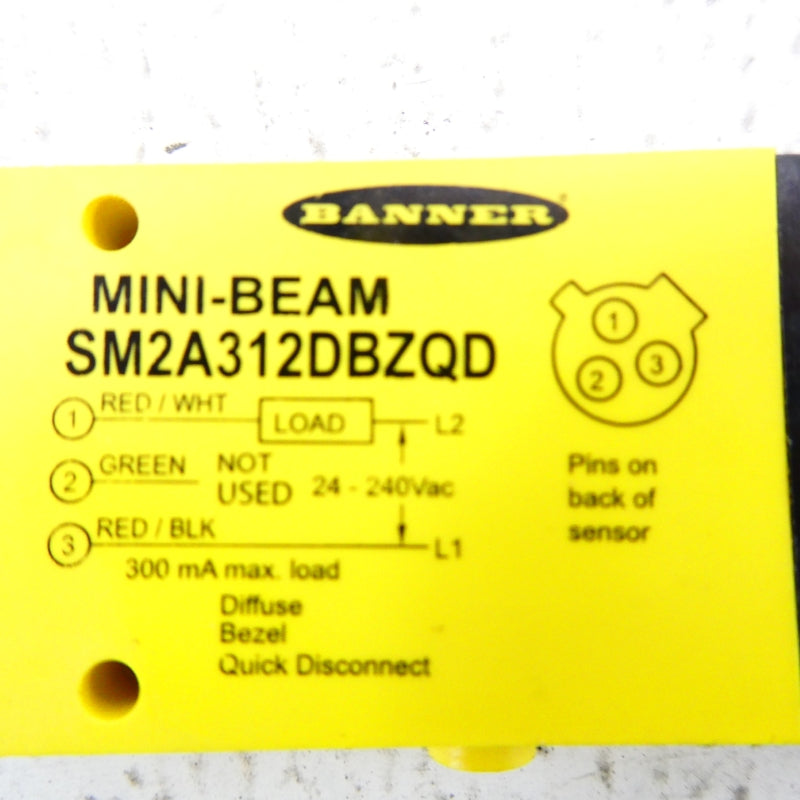 BANNER
MINI-BEAM
SM2A312DBZQD
1 RED / WHT LOAD L2
2 GREEN NOT USED 24 - 240Vac
3 RED / BLK L1
300 mA max. load
Diffuse
Bezel
Quick Disconnect
1
2 3
Pins on
back of
sensor